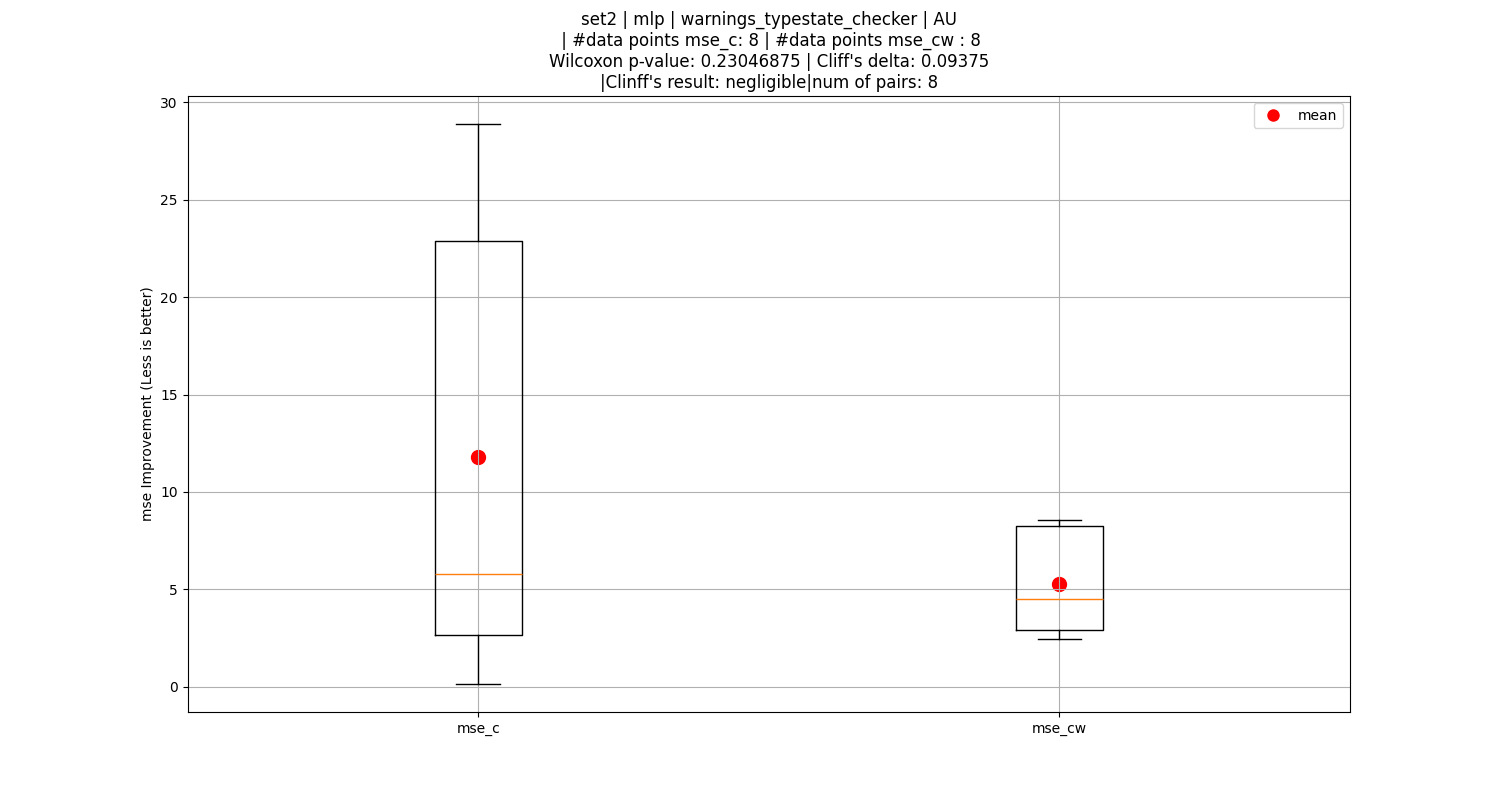 set2 | mlp | warnings_typestate_checker | AU
| #data points mse_c: 8 | #data points mse_cw : 8
Wilcoxon p-value: 0.23046875 | Cliff's delta: 0.09375
|Clinff's result: negligible|num of pairs: 8
mean
mse Improvement (Less is better)
30
25
20
15
10
5
0
mse_c
mse_cw